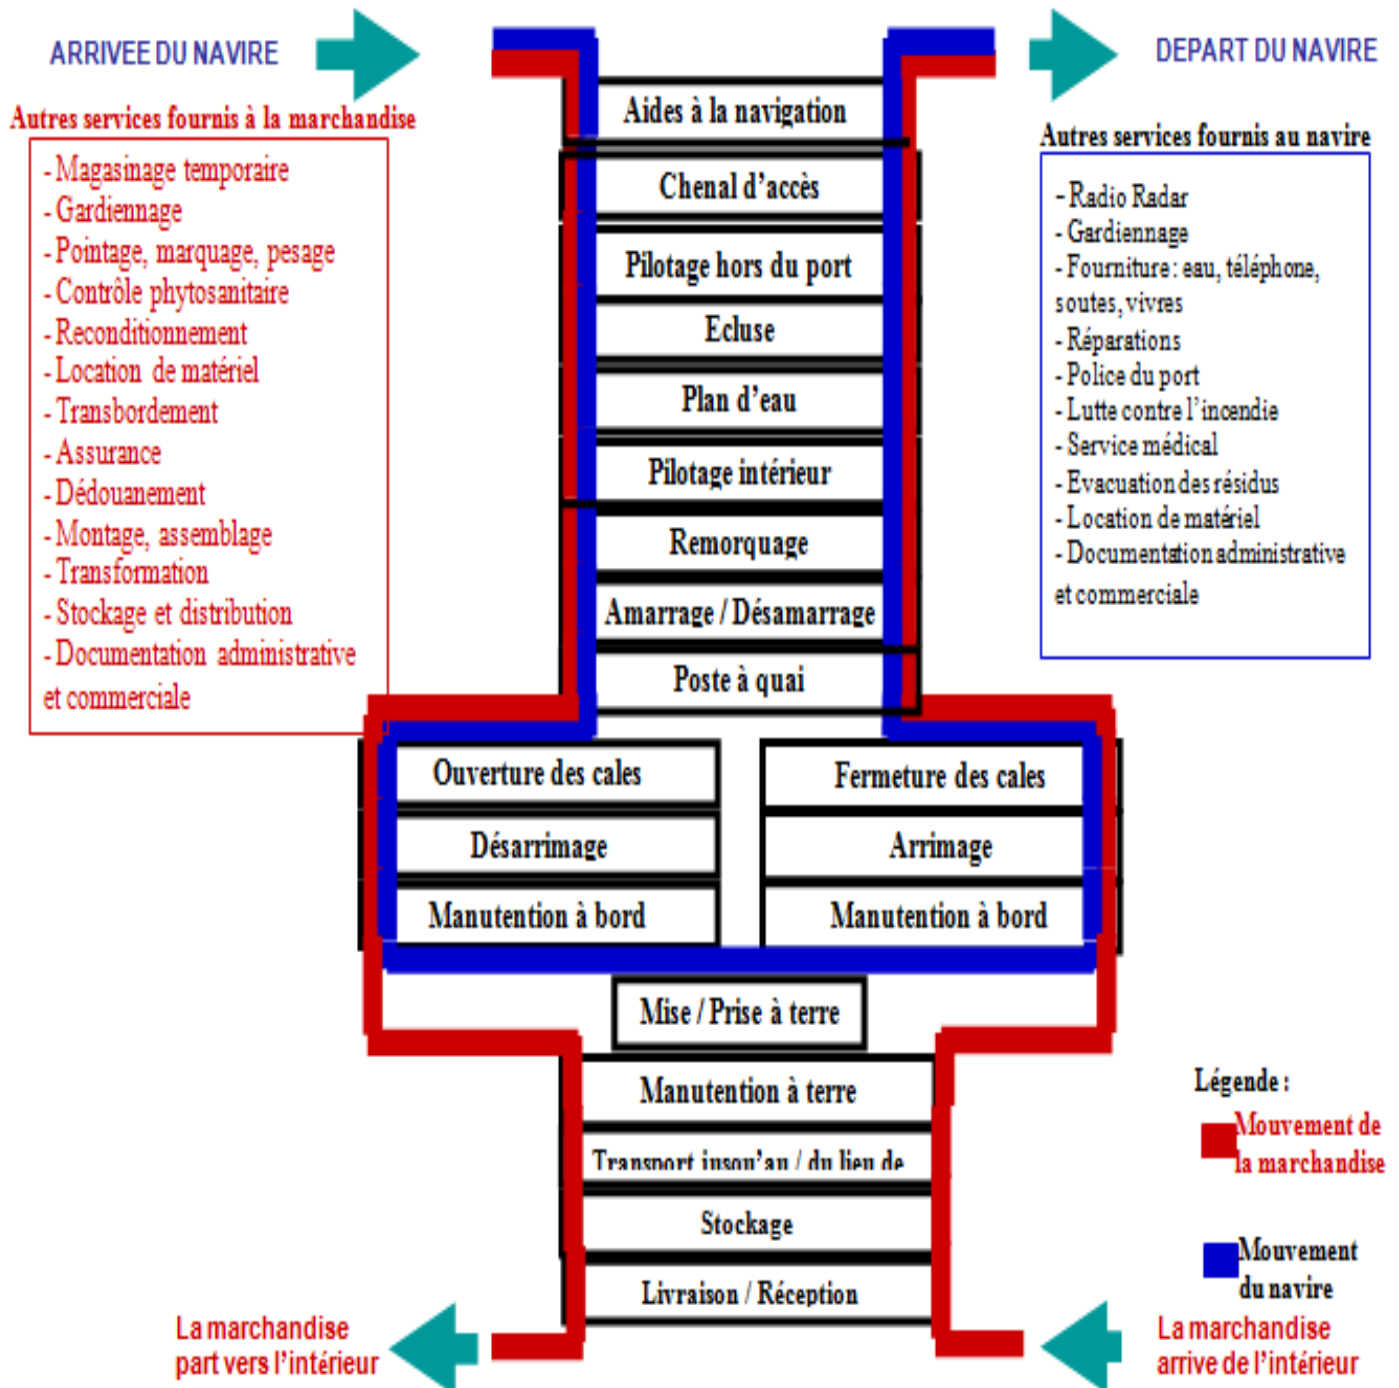 ARRIVEE DU NAVIRE
DEPART DU NAVIRE
Autres services fournis à la marchandise
- Magasinage temporaire
- Gardiennage
- Pointage, marquage, pesage
- Contrôle phytosanitaire
- Reconditionnement
- Location de matériel
- Transbordement
- Assurance
- Dédouanement
- Montage, assemblage
- Transformation
- Stockage et distribution
- Documentation administrative
et commerciale
Aides à la navigation
Chenal d’accès
Pilotage hors du port
Ecluse
Plan d’eau
Pilotage intérieur
Remorquage
Amarrage / Désamarrage
Poste à quai
Autres services fournis au navire
- Radio Radar
- Gardiennage
- Fourniture : eau, téléphone,
soutes, vivres
- Réparations
- Police du port
- Lutte contre l’incendie
- Service médical
- Evacuation des résidus
- Location de matériel
- Documentation administrative
et commerciale
Ouverture des cales
Désarrimage
Manutention à bord
Fermeture des cales
Arrimage
Manutention à bord
Mise / Prise à terre
Manutention à terre
Transport jusqu’au / du lieu de
Stockage
Livraison / Réception
Légende :
Mouvement de
la marchandise
Mouvement
du navire
La marchandise
part vers l’intérieur
La marchandise
arrive de l’intérieur